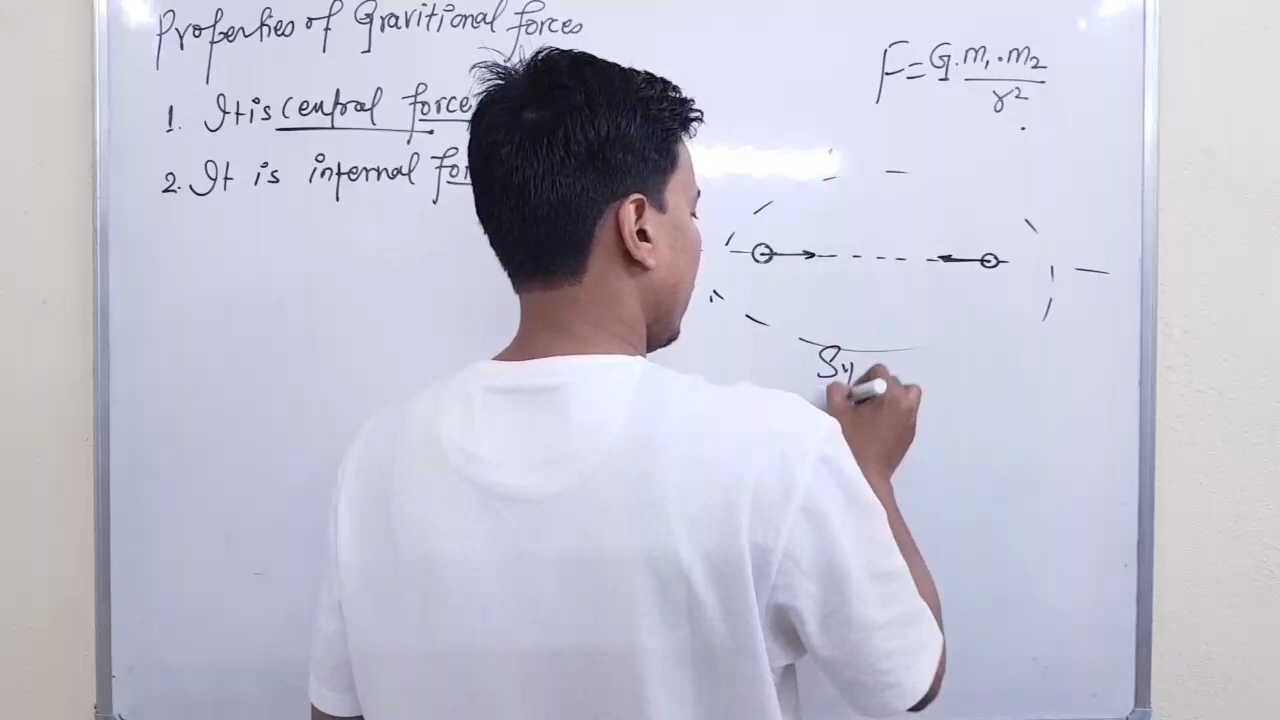 Properties of Gravitional forces
1. It is central force
2. It is internal for
F = G.m₁.m₂
r²
Sy